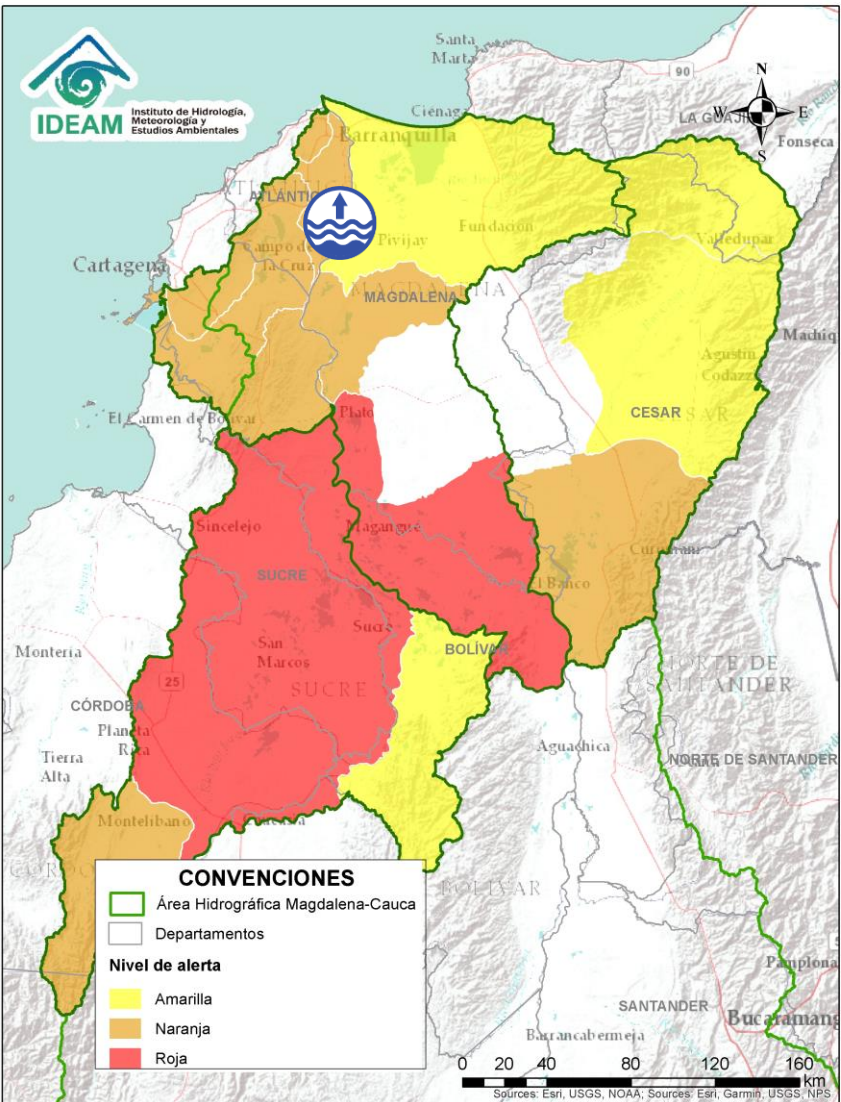 IDEAM
Instituto de Hidrología,
Meteorología y
Estudios Ambientales
Santa
Marta
90
N
W
E
S
Ciénaga
LA GUAJIRA
Fonseca
Barranquilla
ATLÁNTICO
Pivijay
Fundación
Valledupar
Campo de
la Cruz
Cartagena
MAGDALENA
MAGDALENA
Agustín
Codazzi
El Carmen de Bolívar
Plato
CESAR
CESAR
Sincelejo
Magangué
SUCRE
El Banco
Sucre
San
Marcos
BOLÍVAR
Montería
SUCRE
NORTE DE
SANTANDER
25
CÓRDOBA
Planeta
Rica
Aguachica
NORTE DE SANTANDER
Tierra
Alta
Montelibano
BOLÍVAR
CONVENCIONES
Área Hidrográfica Magdalena-Cauca
Departamentos
Nivel de alerta
Amarilla
Naranja
Roja
Pamplona
SANTANDER
Bucaramang
Barrancabermeja
0 20 40 80 120 160
km
Sources: Esri, USGS, NOAA; Sources: Esri, Garmin, USGS, NPS